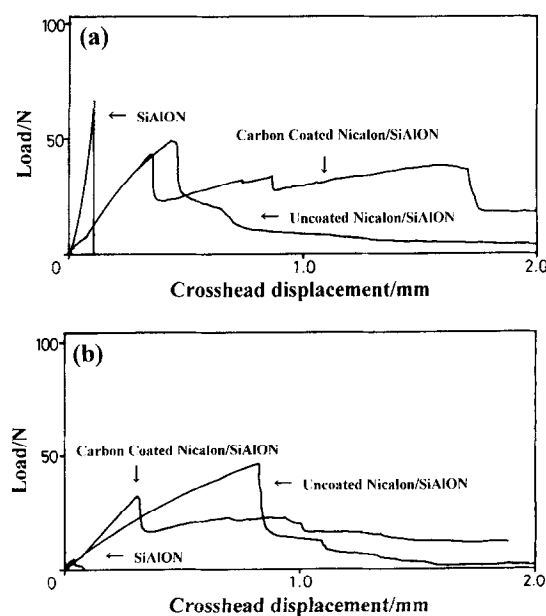 100
(a)
← SiAlON
Load/N
50
Carbon Coated Nicalon/SiAlON
↓
← Uncoated Nicalon/SiAlON
0
0
1.0
2.0
Crosshead displacement/mm
100
(b)
Load/N
50
Carbon Coated Nicalon/SiAlON
↓
← Uncoated Nicalon/SiAlON
← SiAlON
0
0
1.0
2.0
Crosshead displacement/mm